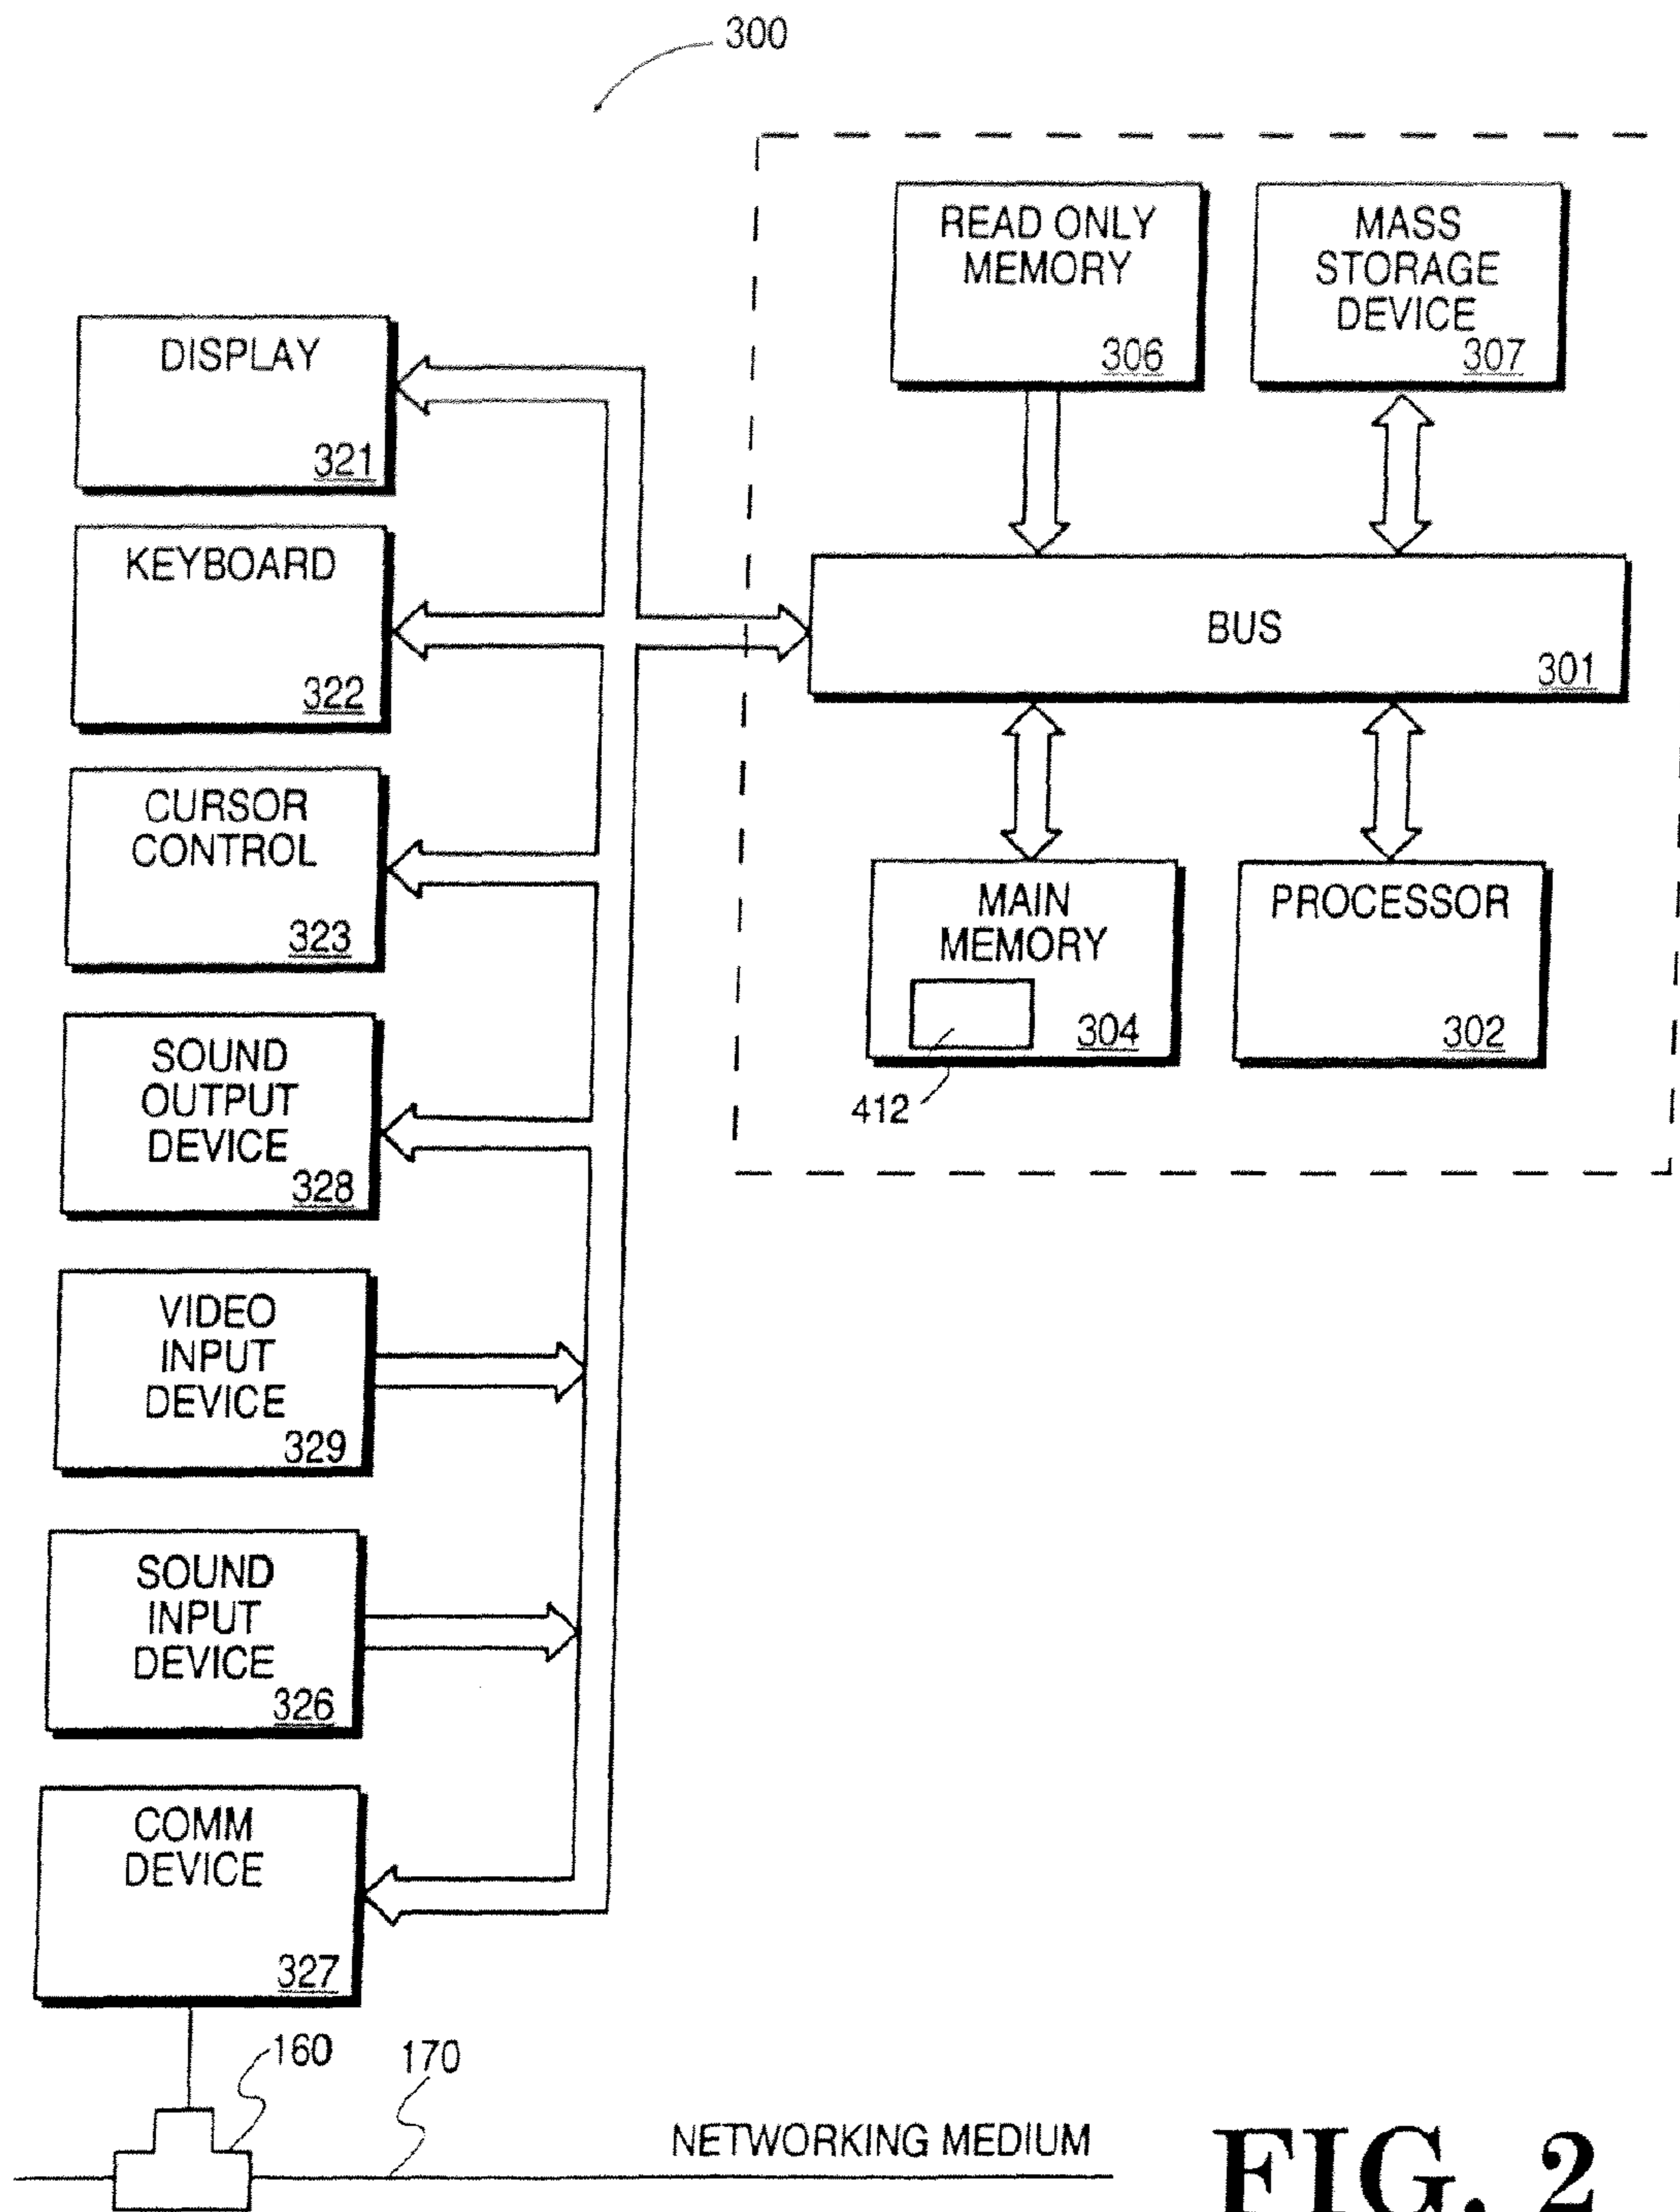 300
READ ONLY
MEMORY
306
MASS
STORAGE
DEVICE
307
DISPLAY
321
KEYBOARD
322
BUS
301
CURSOR
CONTROL
323
MAIN
MEMORY
304
412
PROCESSOR
302
SOUND
OUTPUT
DEVICE
328
VIDEO
INPUT
DEVICE
329
SOUND
INPUT
DEVICE
326
COMM
DEVICE
327
160
170
NETWORKING MEDIUM
FIG. 2